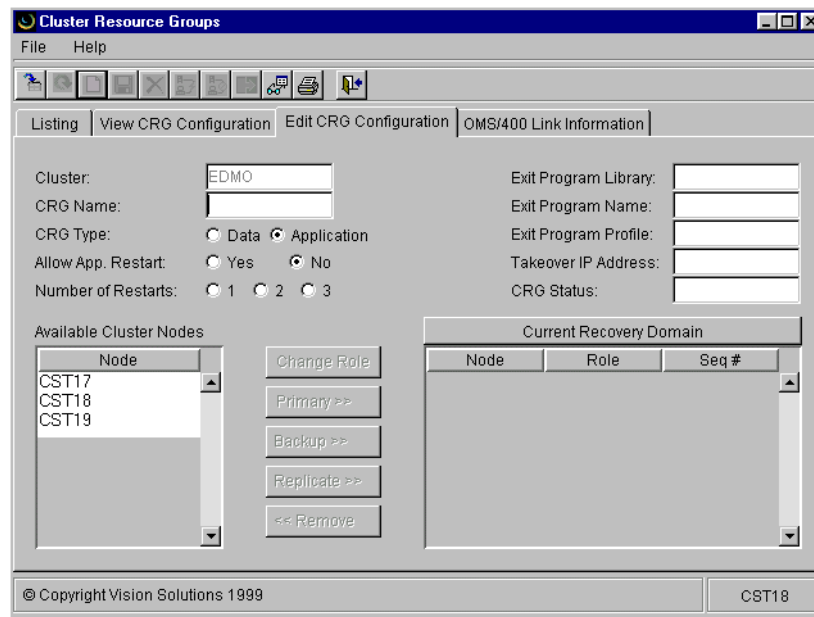 Cluster Resource Groups
File Help
Listing View CRG Configuration Edit CRG Configuration OMS/400 Link Information
Cluster: EDMO Exit Program Library:
CRG Name: Exit Program Name:
CRG Type: Data Application Exit Program Profile:
Allow App. Restart: Yes No Takeover IP Address:
Number of Restarts: 1 2 3 CRG Status:
Available Cluster Nodes Current Recovery Domain
Node Change Role Node Role Seq #
CST17
CST18
CST19
Primary >>
Backup >>
Replicate >>
<< Remove
© Copyright Vision Solutions 1999 CST18